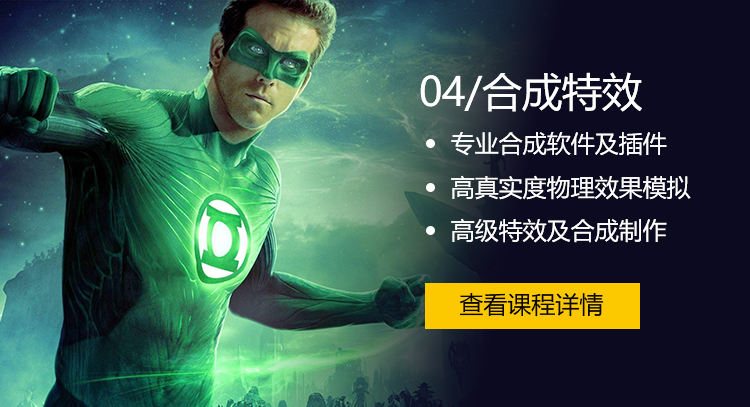 04/合成特效
• 专业合成软件及插件
• 高真实度物理效果模拟
• 高级特效及合成制作
查看课程详情